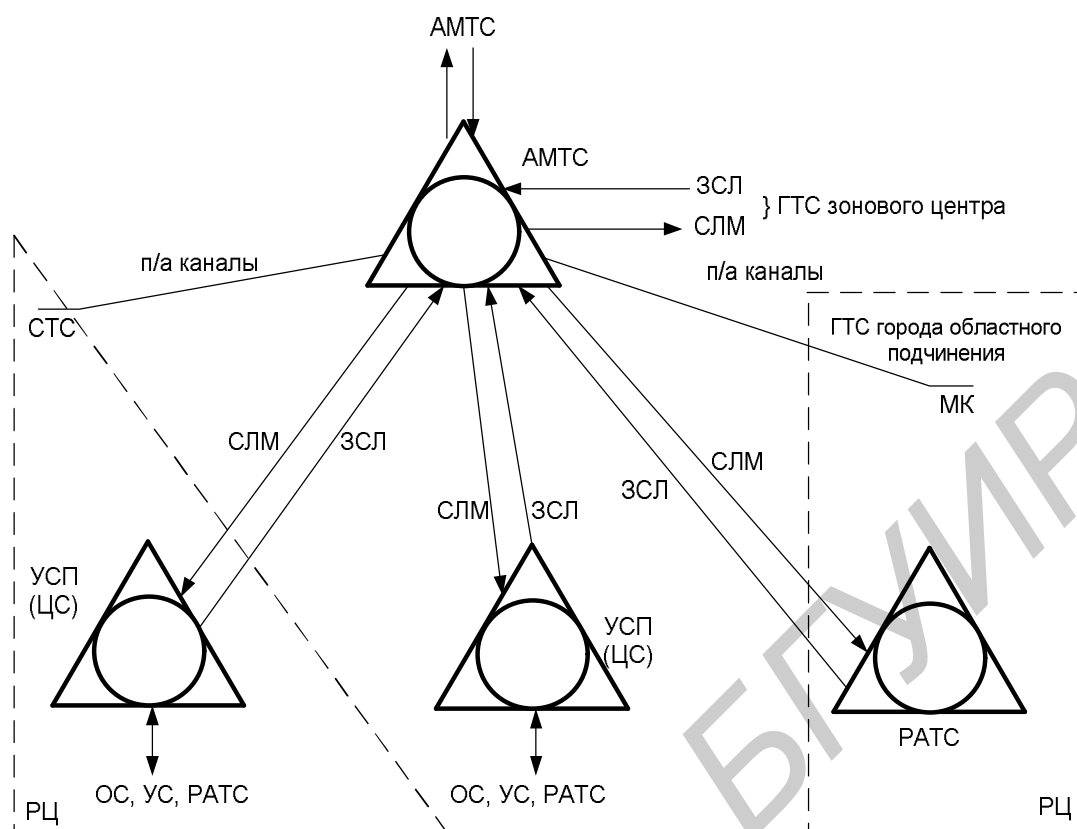 АМТС
АМТС
ЗСЛ
} ГТС зонового центра
СЛМ
п/а каналы
п/а каналы
СТС
ГТС города областного
подчинения
МК
СЛМ
ЗСЛ
СЛМ
ЗСЛ
СЛМ
ЗСЛ
УСП
(ЦС)
УСП
(ЦС)
РАТС
ОС, УС, РАТС
ОС, УС, РАТС
РЦ
РЦ
БГУИР